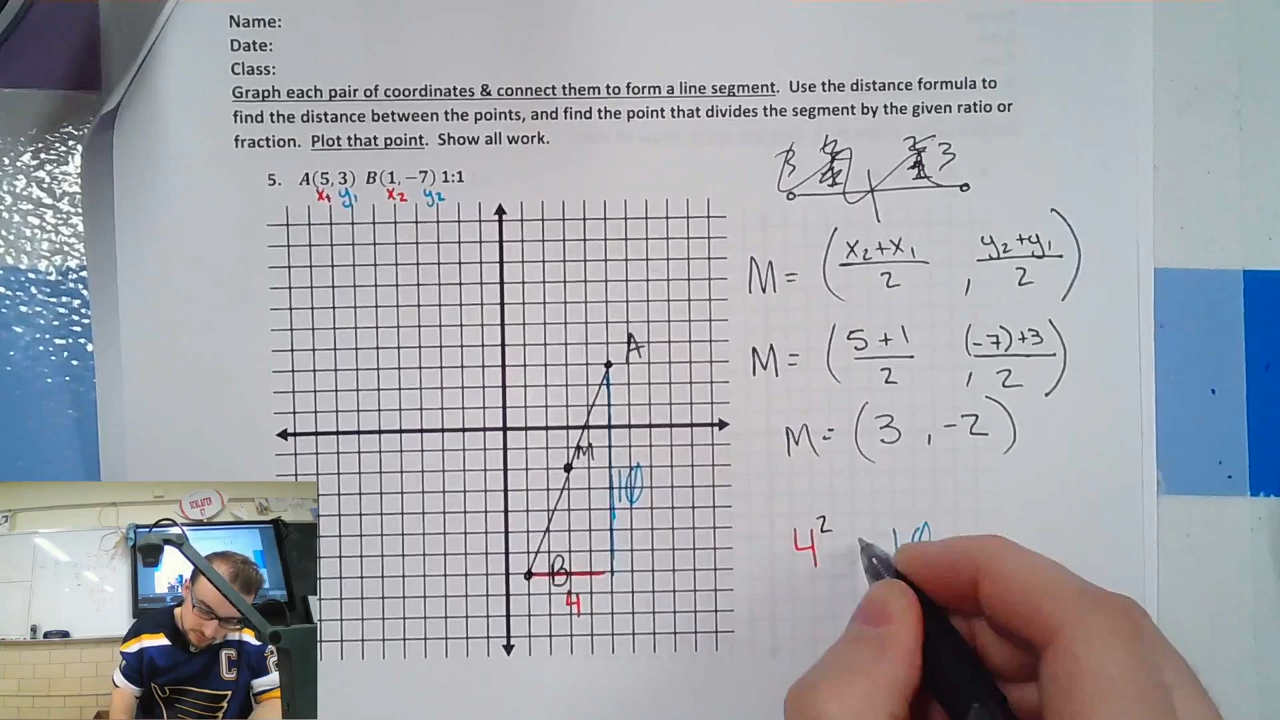 Name:
Date:
Class:
Graph each pair of coordinates & connect them to form a line segment. Use the distance formula to
find the distance between the points, and find the point that divides the segment by the given ratio or
fraction. Plot that point. Show all work.
5. A(5, 3) B(1, −7) 1:1
x₁ y₁ x₂ y₂
3
M = (x₂+x₁/2 , y₂+y₁/2)
M = (5+1/2 , (-7)+3/2)
M = (3, -2)
A
M
10
B
4
4² 10
C